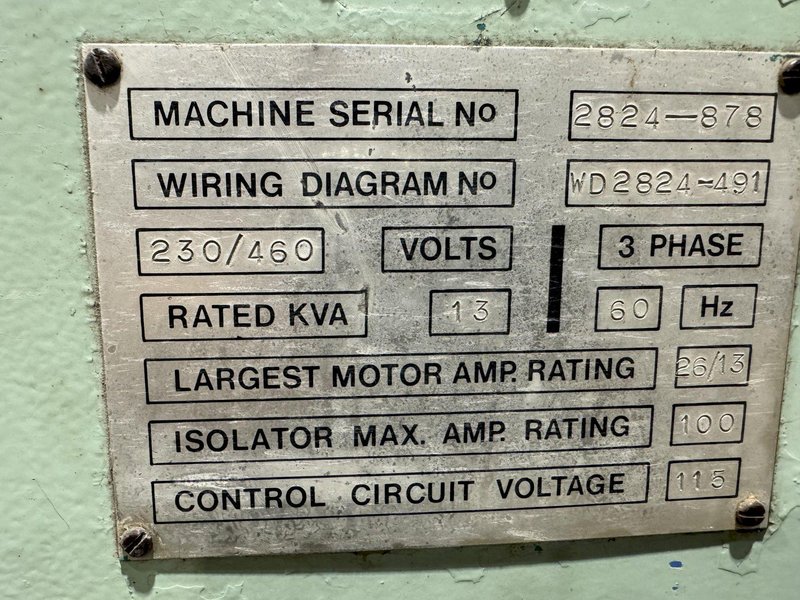 MACHINE SERIAL No 2824-878
WIRING DIAGRAM No WD2824-491
230/460 VOLTS 3 PHASE
RATED KVA 13 60 Hz
LARGEST MOTOR AMP. RATING 26/13
ISOLATOR MAX. AMP. RATING 100
CONTROL CIRCUIT VOLTAGE 115